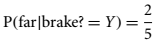 P(far|brake? = Y) = 2/5